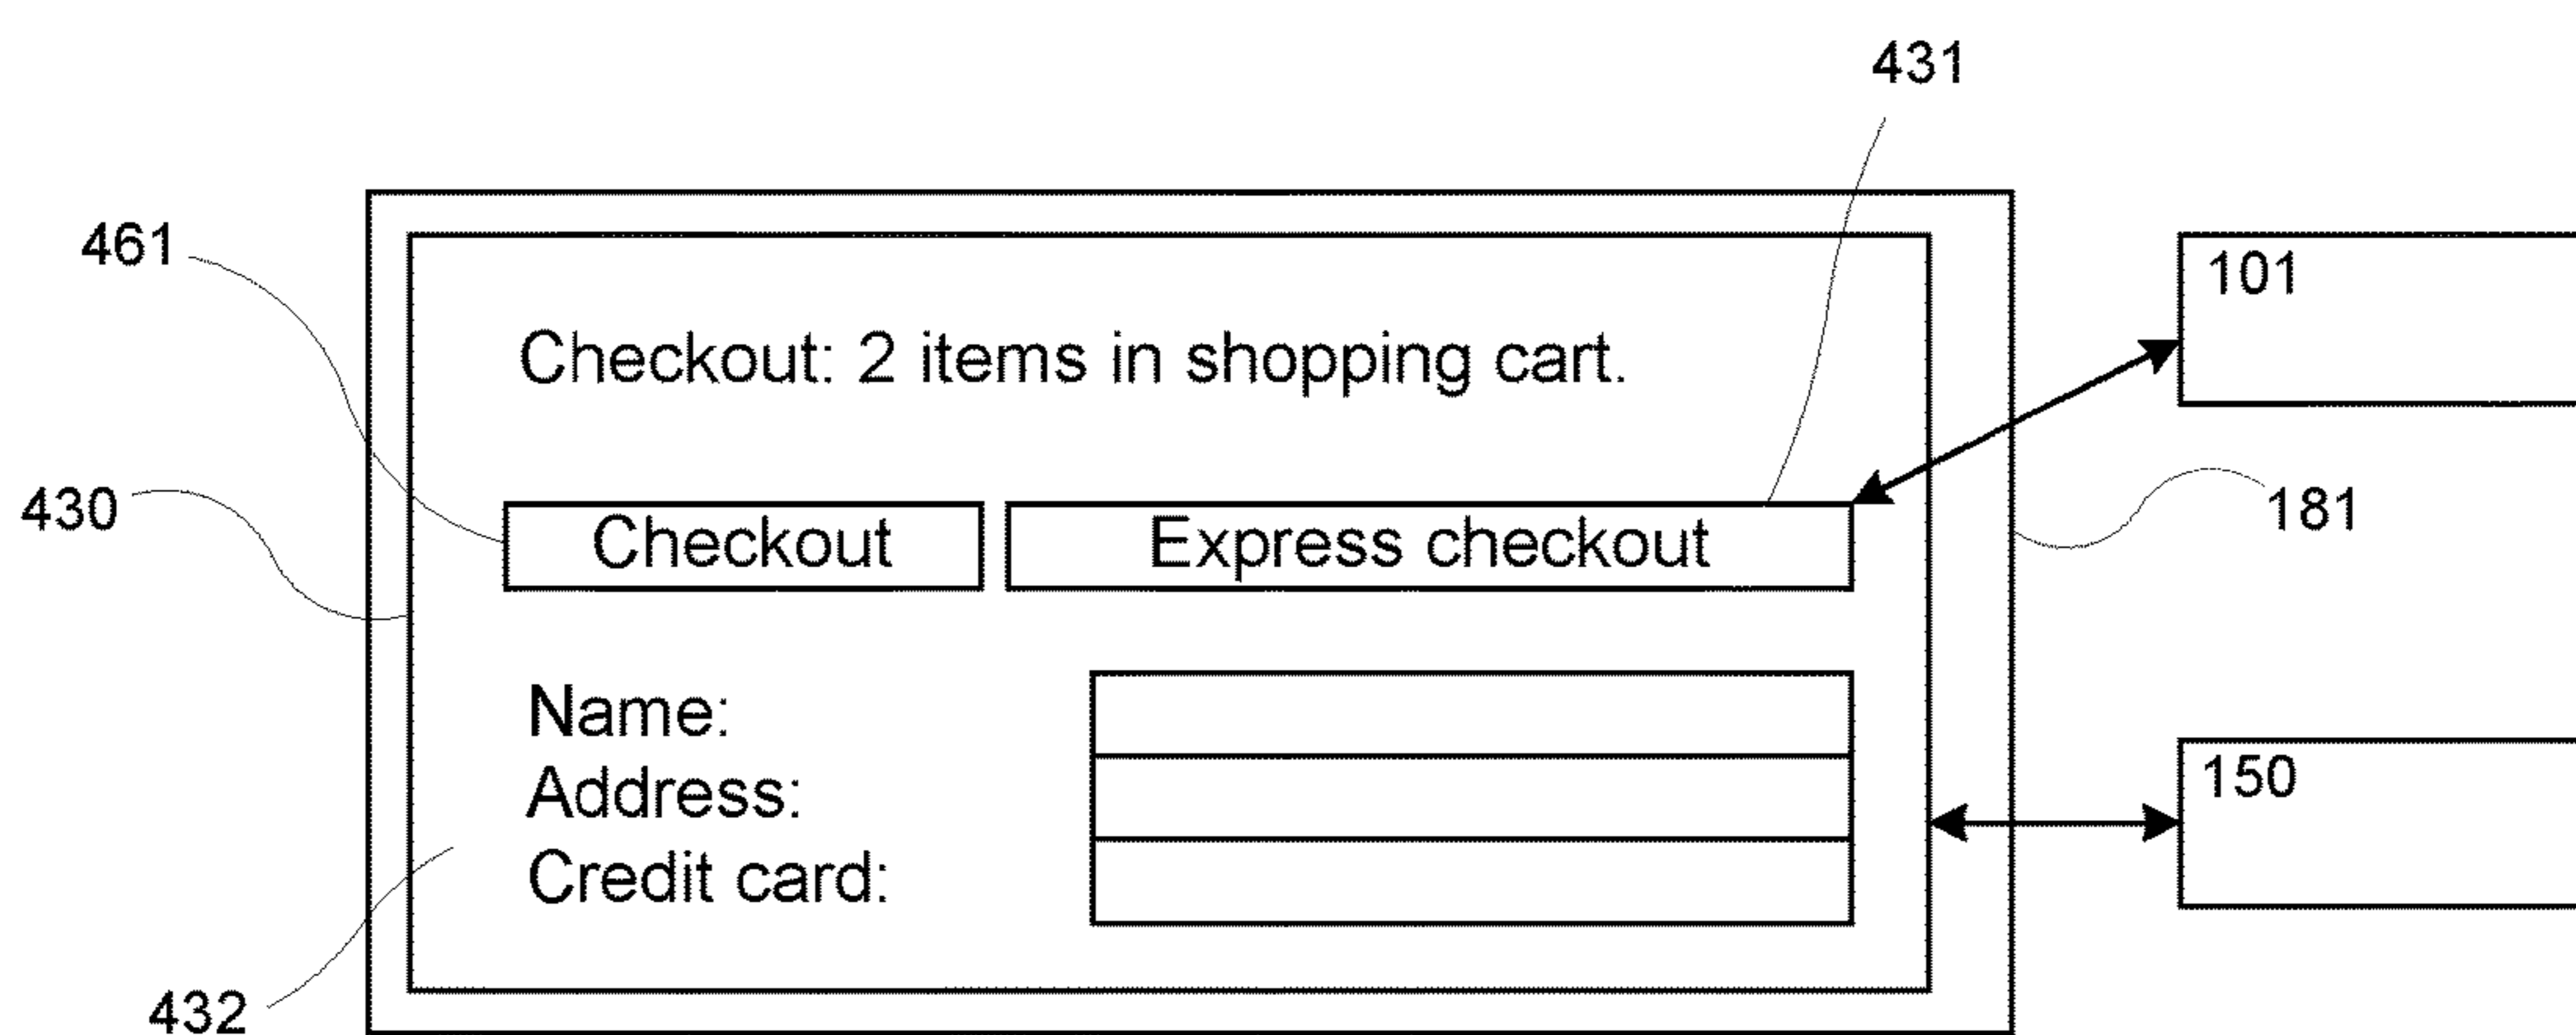 431
461
101
Checkout: 2 items in shopping cart.
430
181
Checkout
Express checkout
Name:
150
Address:
Credit card:
432